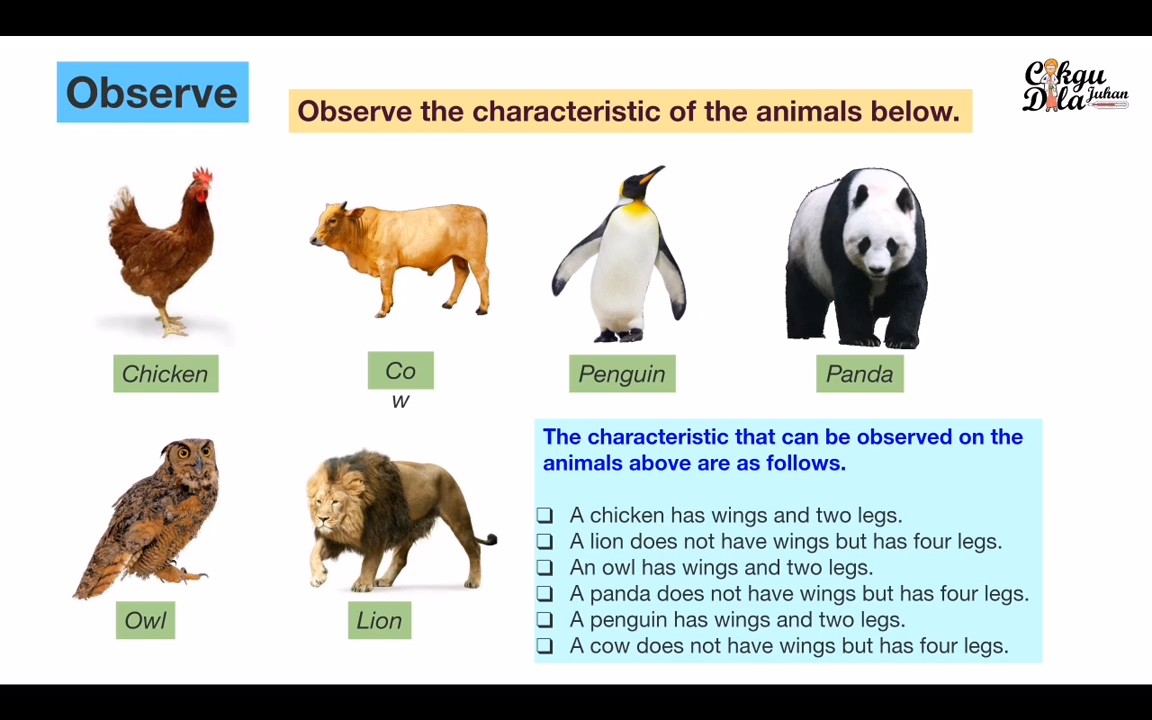 Observe
Observe the characteristic of the animals below.
Cikgu
Dila Juhan
Chicken
Co
w
Penguin
Panda
Owl
Lion
The characteristic that can be observed on the
animals above are as follows.
❑ A chicken has wings and two legs.
❑ A lion does not have wings but has four legs.
❑ An owl has wings and two legs.
❑ A panda does not have wings but has four legs.
❑ A penguin has wings and two legs.
❑ A cow does not have wings but has four legs.